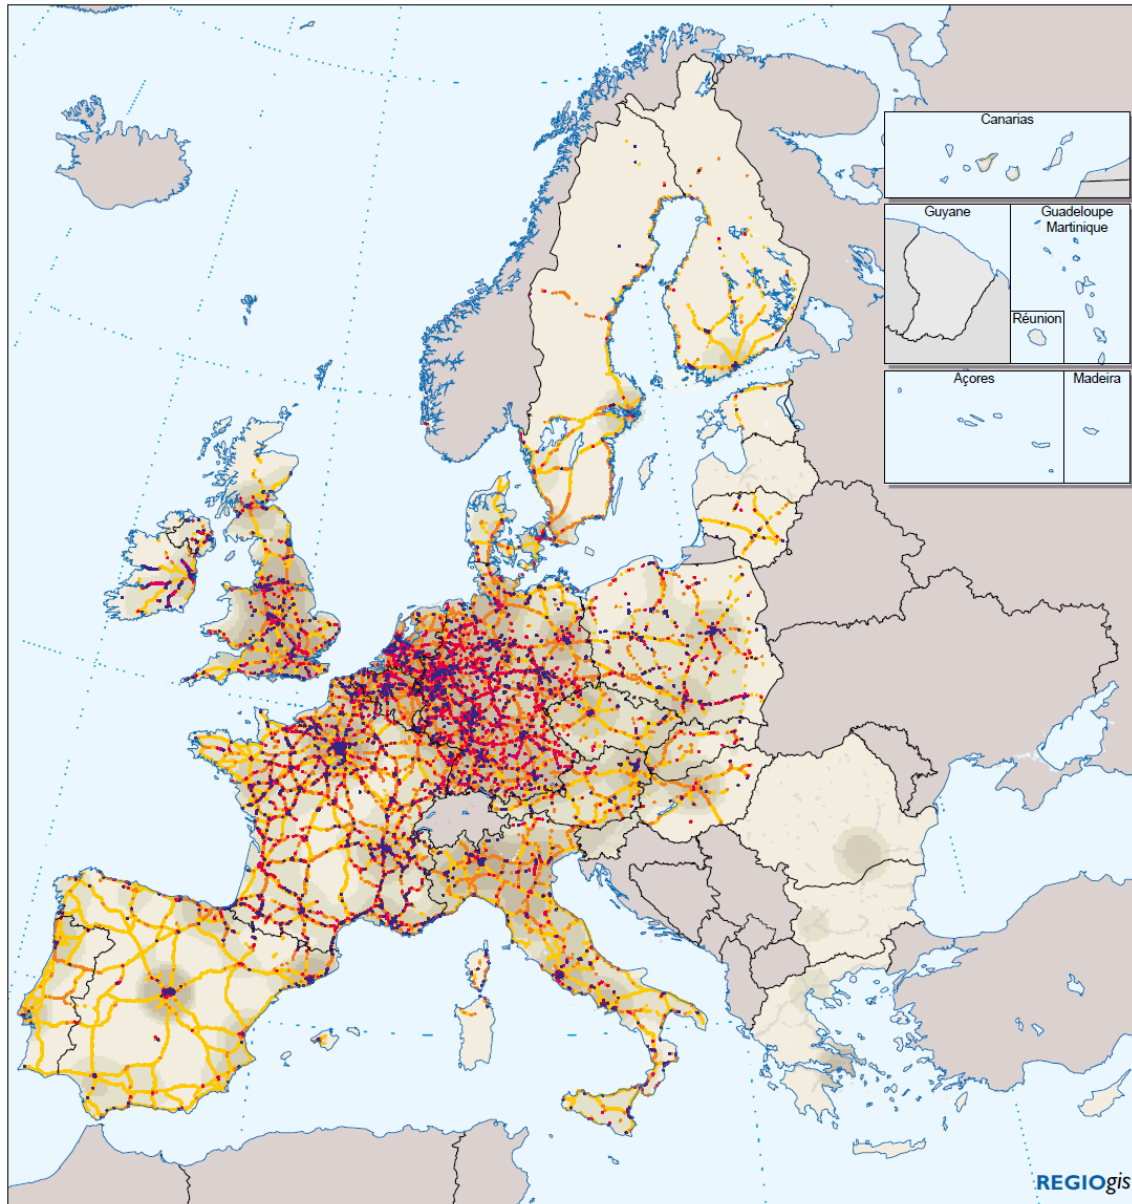 Canarias
Guyane
Guadeloupe
Martinique
Réunion
Açores
Madeira
REGIOgis